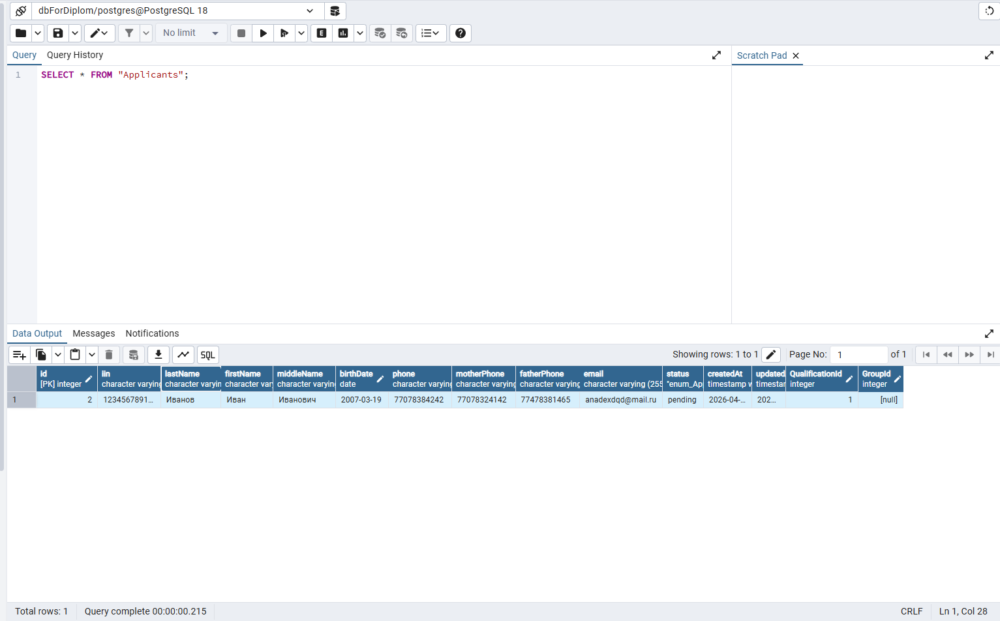 dbForDiplom/postgres@PostgreSQL 18
No limit
E
Query Query History
Scratch Pad
1 SELECT * FROM "Applicants";
Data Output Messages Notifications
SQL
Showing rows: 1 to 1
Page No: 1 of 1
id iin lastName firstName middleName birthDate phone motherPhone fatherPhone email status createdAt updated QualificationId GroupId
[PK] integer character varying character varyin character var character varying date character varying character varying character varying character varying (255 "enum_Ap timestamp w timestar integer integer
1 2 1234567891... Иванов Иван Иванович 2007-03-19 77078384242 77078324142 77478381465 anadexdqd@mail.ru pending 2026-04-... 202... 1 [null]
Total rows: 1 Query complete 00:00:00.215 CRLF Ln 1, Col 28